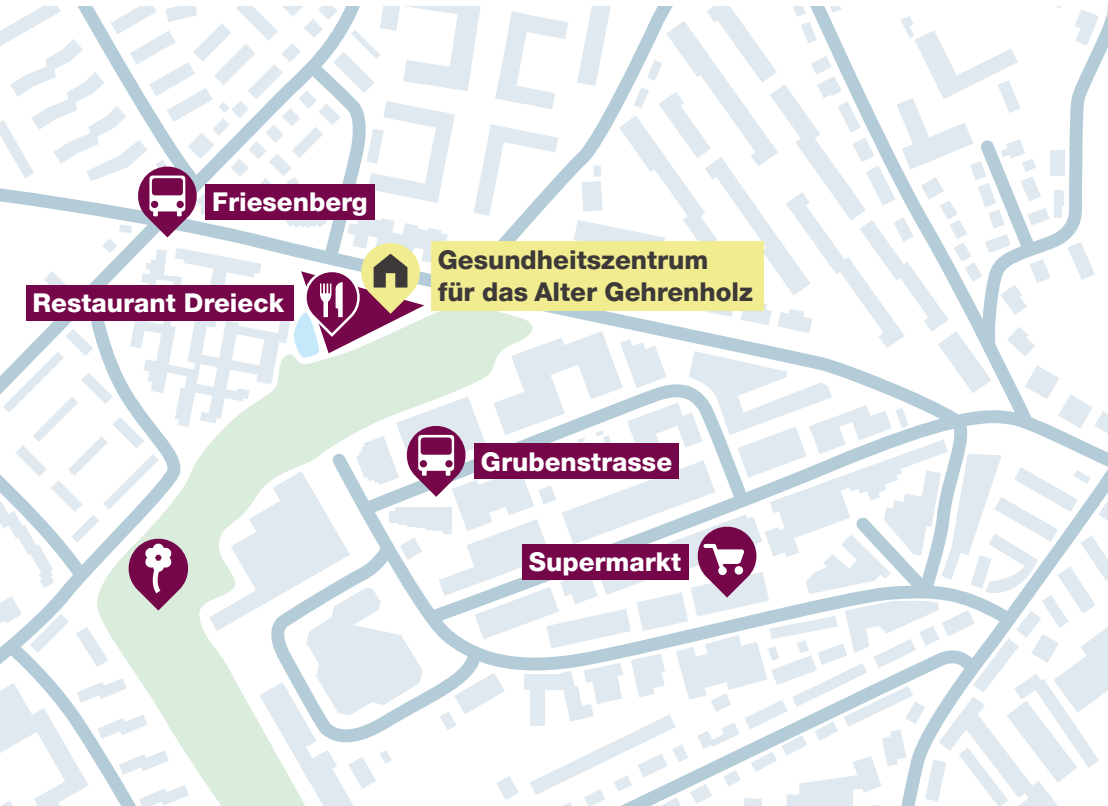 Friesenberg
Gesundheitszentrum
für das Alter Gehrenholz
Restaurant Dreieck
Grubenstrasse
Supermarkt